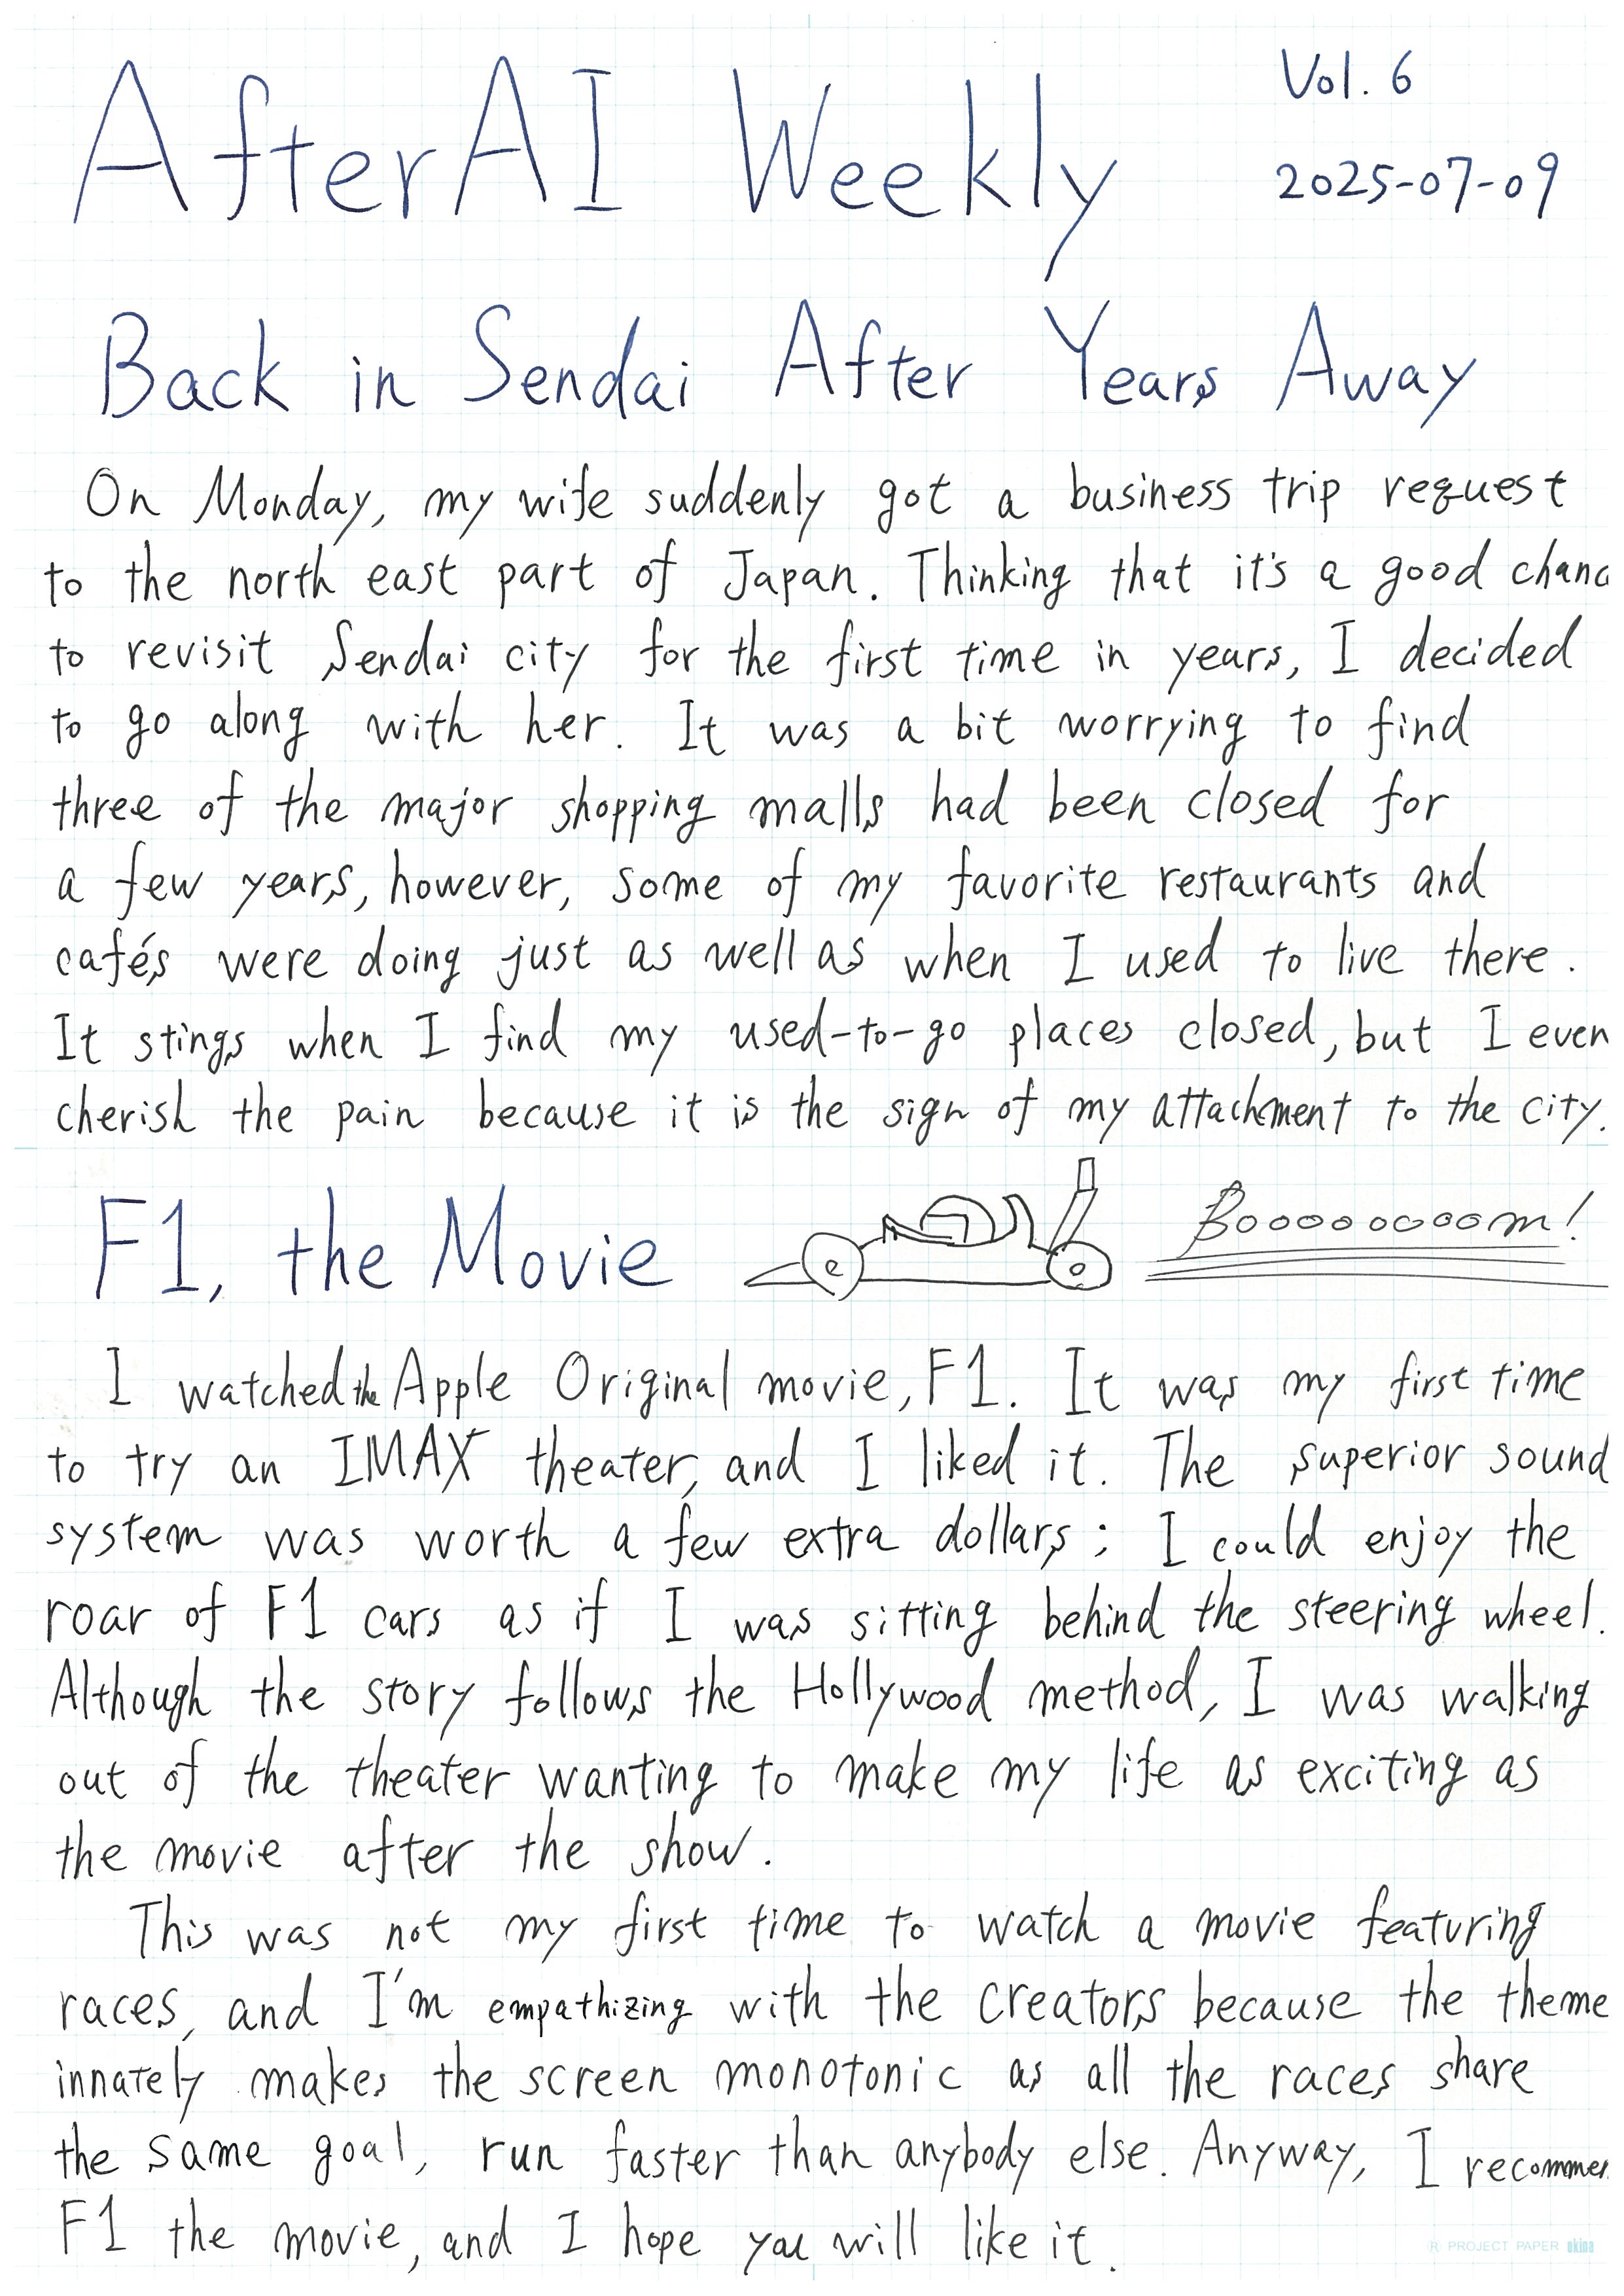 AfterAI Weekly
Vol. 6
2025-07-09
Back in Sendai After Years Away
On Monday, my wife suddenly got a business trip request
to the north east part of Japan. Thinking that it's a good chanc
to revisit Sendai city for the first time in years, I decided
to go along with her. It was a bit worrying to find
three of the major shopping malls had been closed for
a few years, however, some of my favorite restaurants and
cafés were doing just as well as when I used to live there.
It stings when I find my used-to-go places closed, but I even
cherish the pain because it is the sign of my attachment to the city.
F1, the Movie
Booooooooom!
I watched the Apple Original movie, F1. It was my first time
to try an IMAX theater, and I liked it. The superior sound
system was worth a few extra dollars; I could enjoy the
roar of F1 cars as if I was sitting behind the steering wheel.
Although the story follows the Hollywood method, I was walking
out of the theater wanting to make my life as exciting as
the movie after the show.
This was not my first time to watch a movie featuring
races, and I'm empathizing with the creators because the theme
innately makes the screen monotonic as all the races share
the same goal, run faster than anybody else. Anyway, I recommen
F1 the movie, and I hope you will like it.
R PROJECT PAPER okina